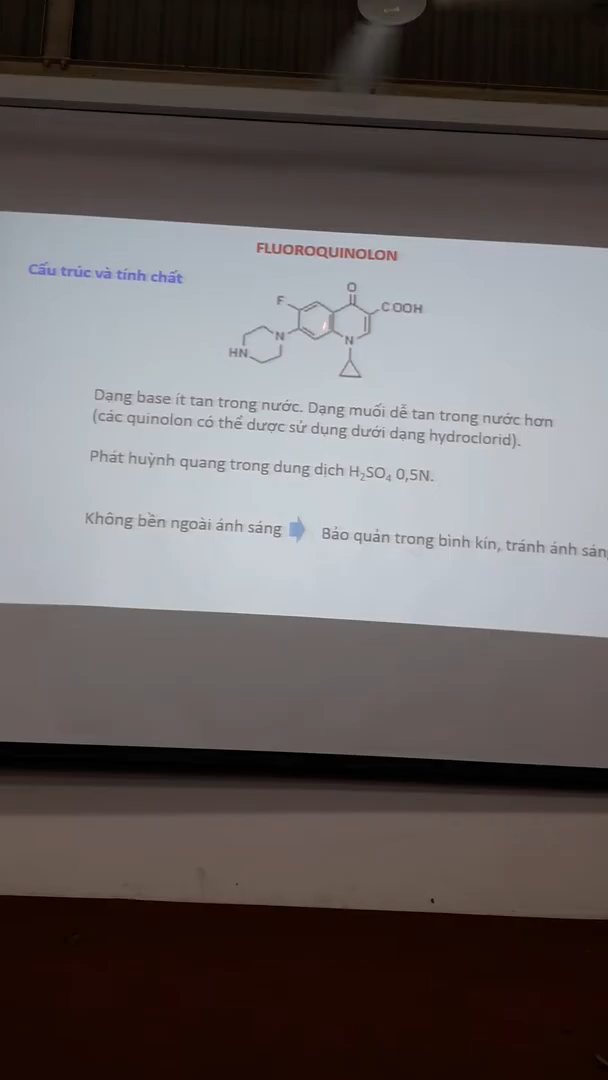 FLUOROQUINOLON
Cấu trúc và tính chất
O
F
COOH
N
N
HN
Dạng base ít tan trong nước. Dạng muối dễ tan trong nước hơn
(các quinolon có thể dược sử dụng dưới dạng hydroclorid).
Phát huỳnh quang trong dung dịch H₂SO₄ 0,5N.
Không bền ngoài ánh sáng
Bảo quản trong bình kín, tránh ánh sán